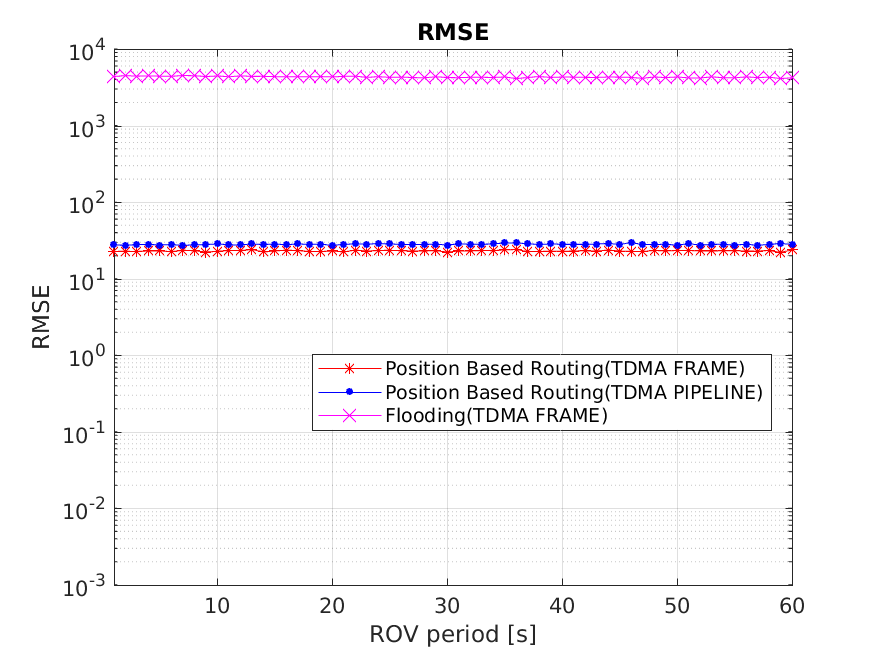 RMSE
10^4
10^3
10^2
10^1
10^0
10^-1
10^-2
10^-3
RMSE
Position Based Routing(TDMA FRAME)
Position Based Routing(TDMA PIPELINE)
Flooding(TDMA FRAME)
10 20 30 40 50 60
ROV period [s]